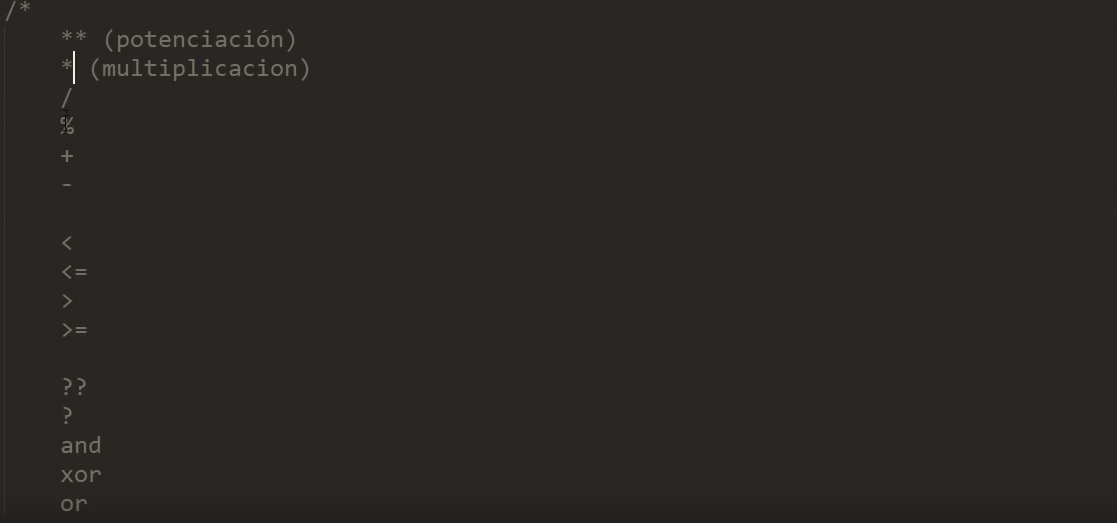 /*
** (potenciación)
* (multiplicacion)
/
%
+
-
<
<=
>
>=
??
?
and
xor
or